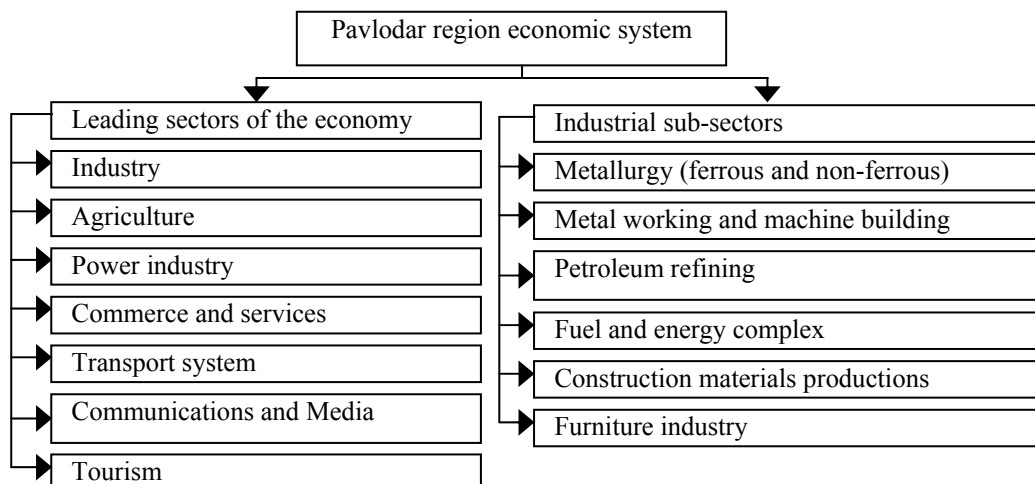 Pavlodar region economic system
Leading sectors of the economy
Industry
Agriculture
Power industry
Commerce and services
Transport system
Communications and Media
Tourism
Industrial sub-sectors
Metallurgy (ferrous and non-ferrous)
Metal working and machine building
Petroleum refining
Fuel and energy complex
Construction materials productions
Furniture industry